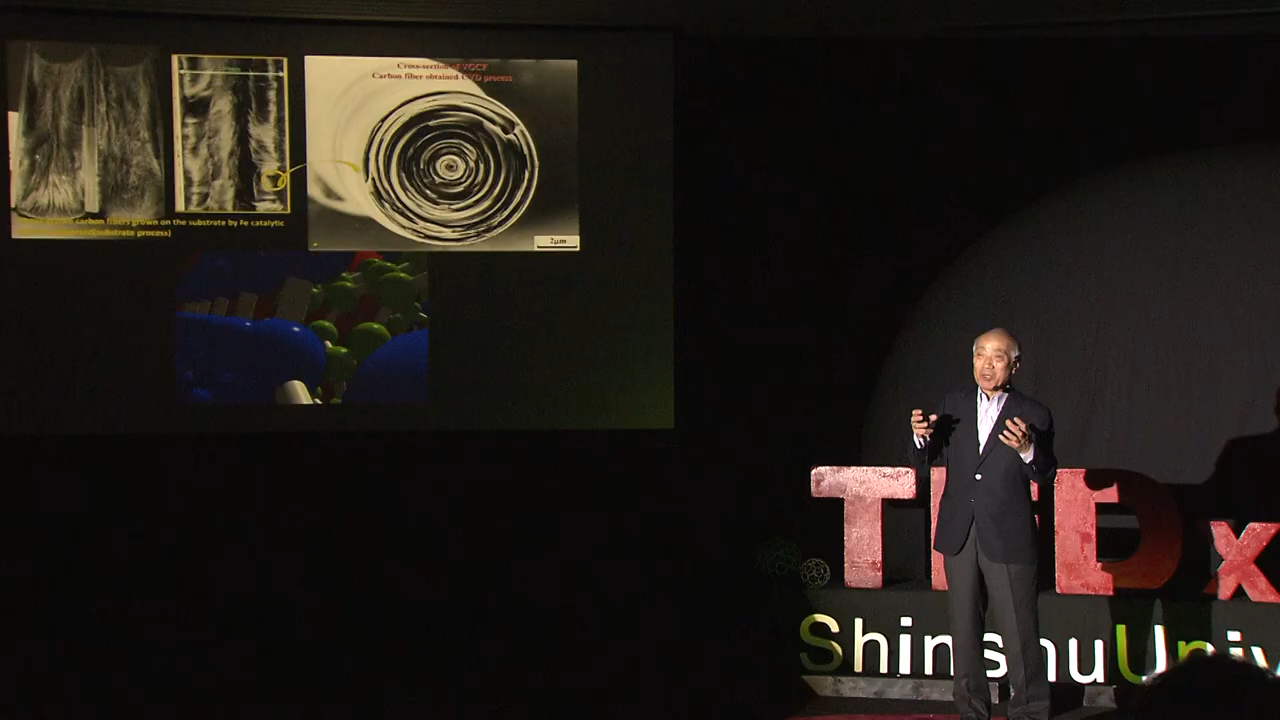 Cross-section of VGCF
Carbon fiber obtained CVD process
carbon fibers grown on the substrate by Fe catalytic
(substrate process)
2μm
TEDx
ShinshuUniv